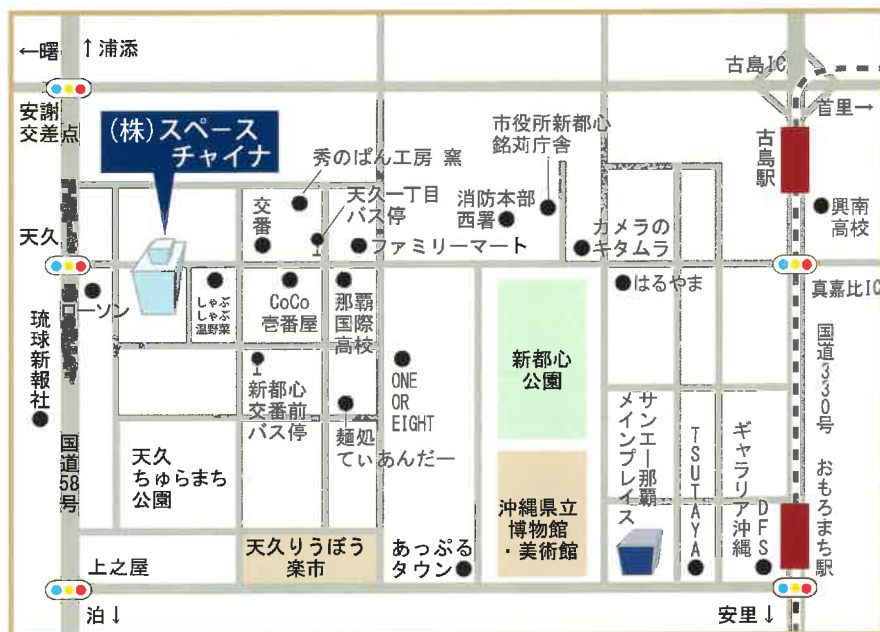 ←曙
↑浦添
古島IC
首里→
安謝
交差点
(株)スペース
チャイナ
秀のぱん工房 窯
市役所新都心
銘苅庁舎
古島駅
天久一丁目
バス停
消防本部
西署
交番
興南
高校
天久
ファミリーマート
カメラの
キタムラ
はるやま
真嘉比IC
ローソン
しゃぶ
しゃぶ
温野菜
CoCo
壱番屋
那覇
国際
高校
琉球新報社
新都心
公園
国道330号
新都心
交番前
バス停
ONE
OR
EIGHT
麺処
てぃあんだー
サンエー那覇
メインプレイス
TSUTAYA
ギャラリア沖縄
DFS
おもろまち駅
国道58号
天久
ちゅらまち
公園
沖縄県立
博物館
・美術館
上之屋
天久りうぼう
楽市
あっぷる
タウン
泊↓
安里↓